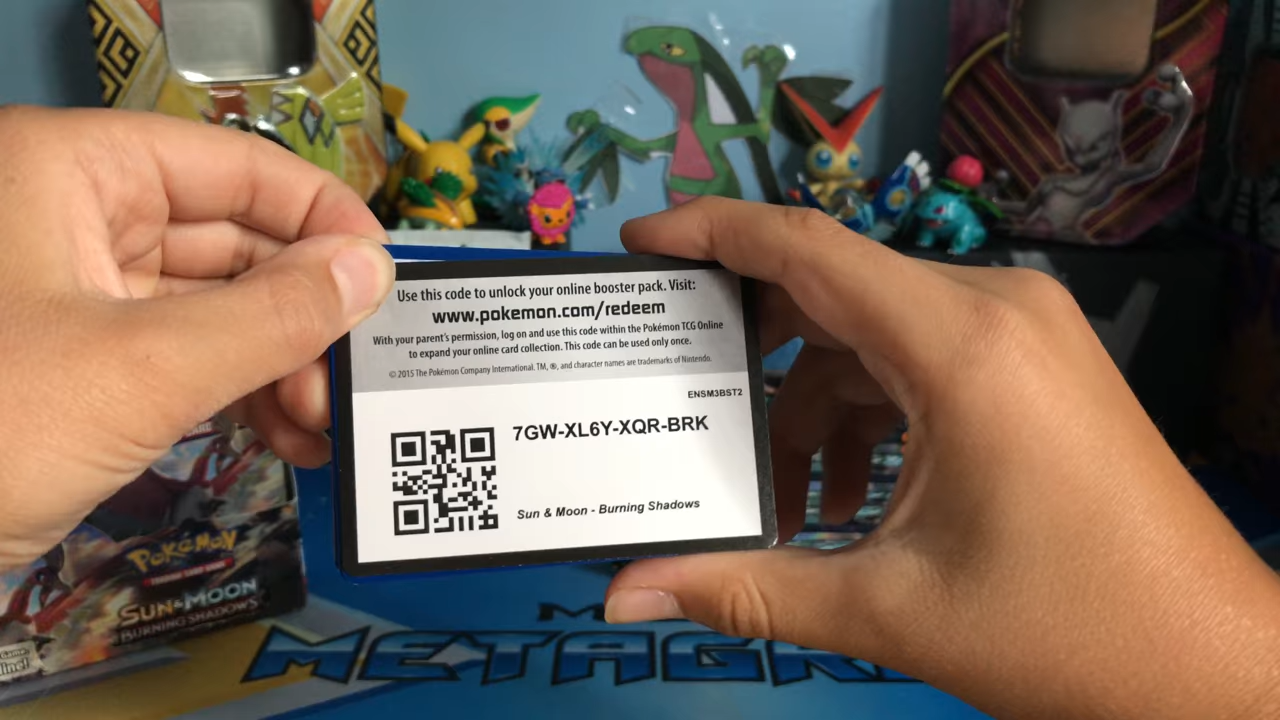 Use this code to unlock your online booster pack. Visit:
www.pokemon.com/redeem
With your parent's permission, log on and use this code within the Pokémon TCG Online
to expand your online card collection. This code can be used only once.
© 2015 The Pokémon Company International. TM, ®, and character names are trademarks of Nintendo.
ENSM3BST2
7GW-XL6Y-XQR-BRK
Sun & Moon - Burning Shadows
POKéMON
SUN & MOON
BURNING SHADOWS
Game
line!
M
METAGR